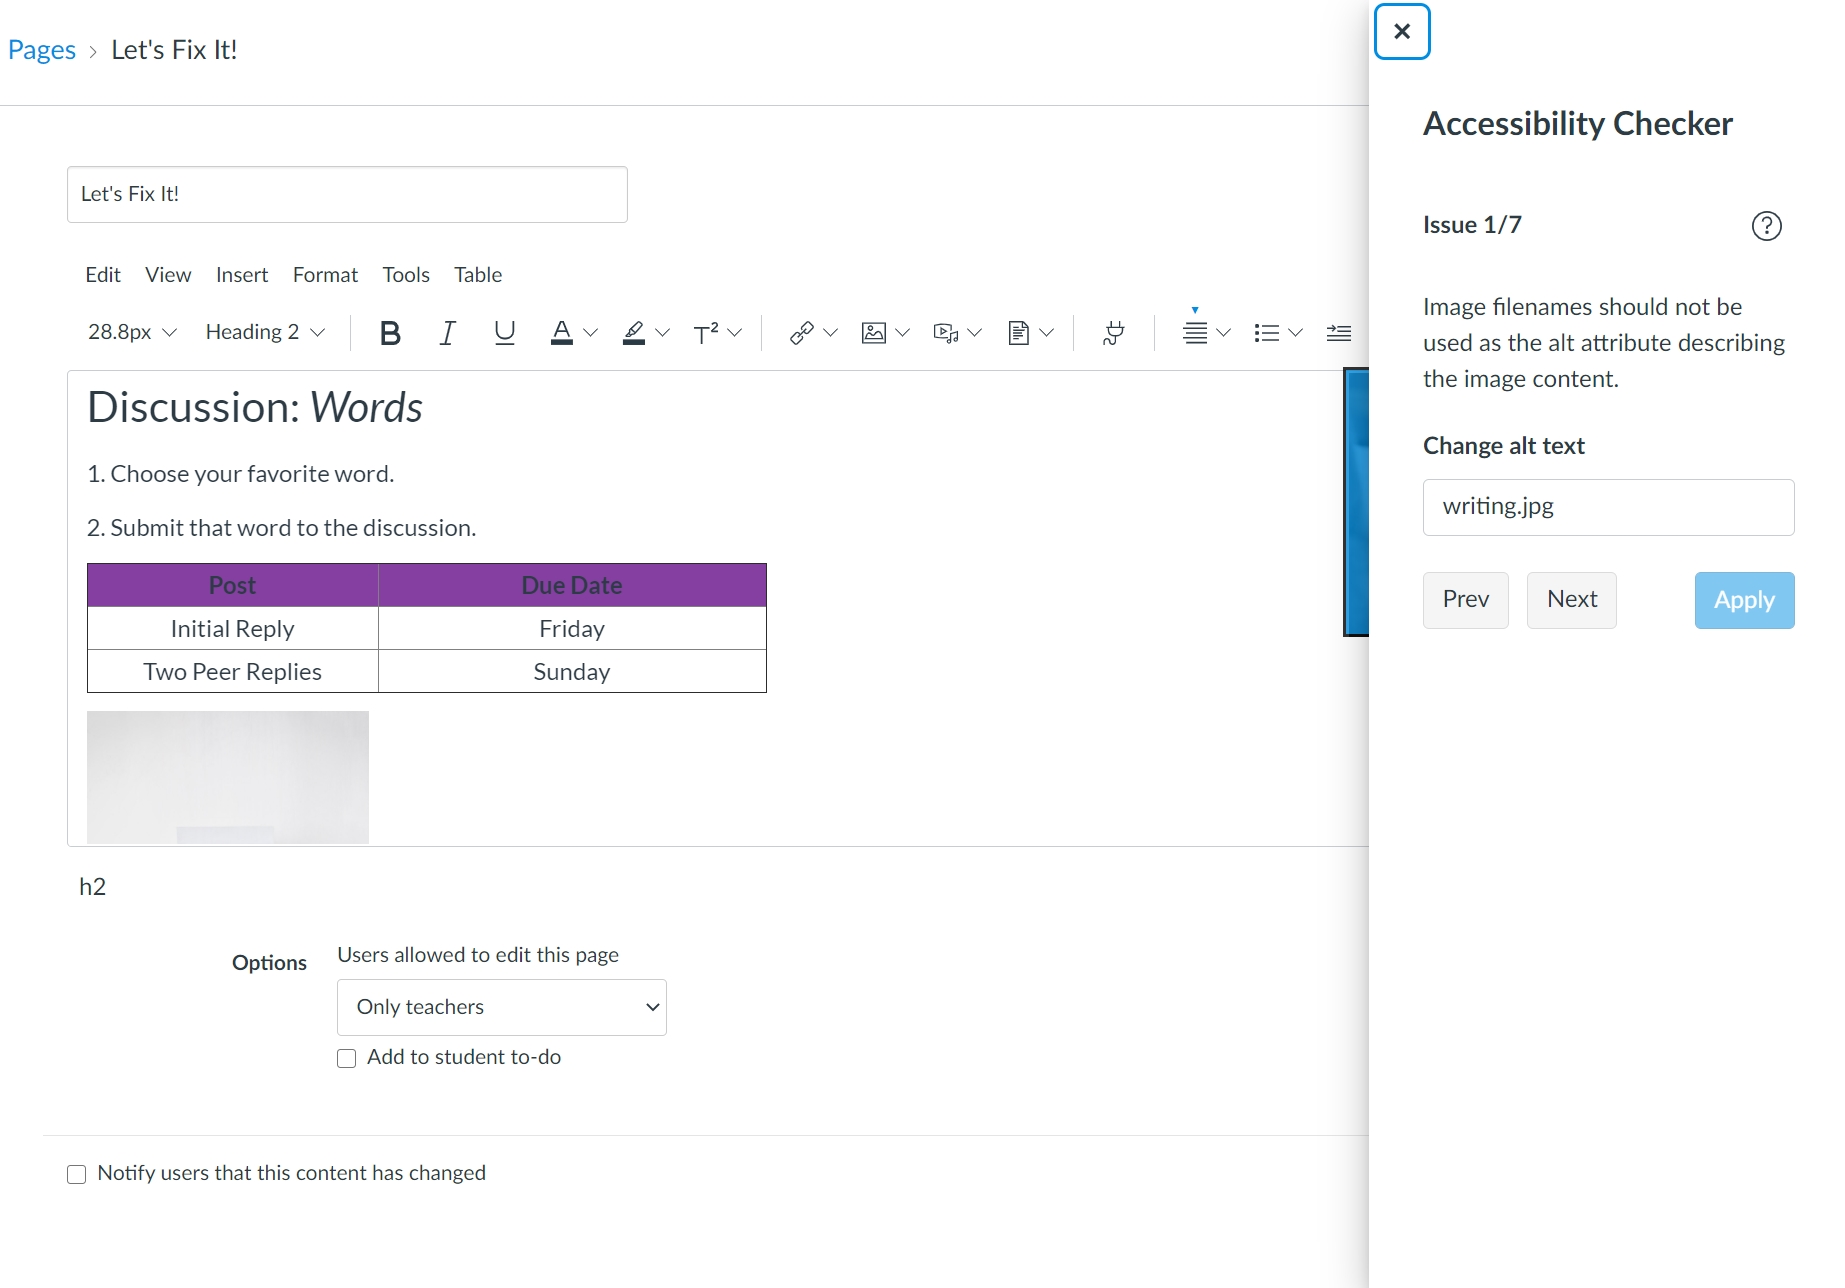 Pages > Let's Fix It!
Let's Fix It!
Edit View Insert Format Tools Table
28.8px Heading 2 B I U A T²
Discussion: Words
1. Choose your favorite word.
2. Submit that word to the discussion.
Post Due Date
Initial Reply Friday
Two Peer Replies Sunday
h2
Options
Users allowed to edit this page
Only teachers
Add to student to-do
Notify users that this content has changed
Accessibility Checker
Issue 1/7
?
Image filenames should not be
used as the alt attribute describing
the image content.
Change alt text
writing.jpg
Prev Next Apply